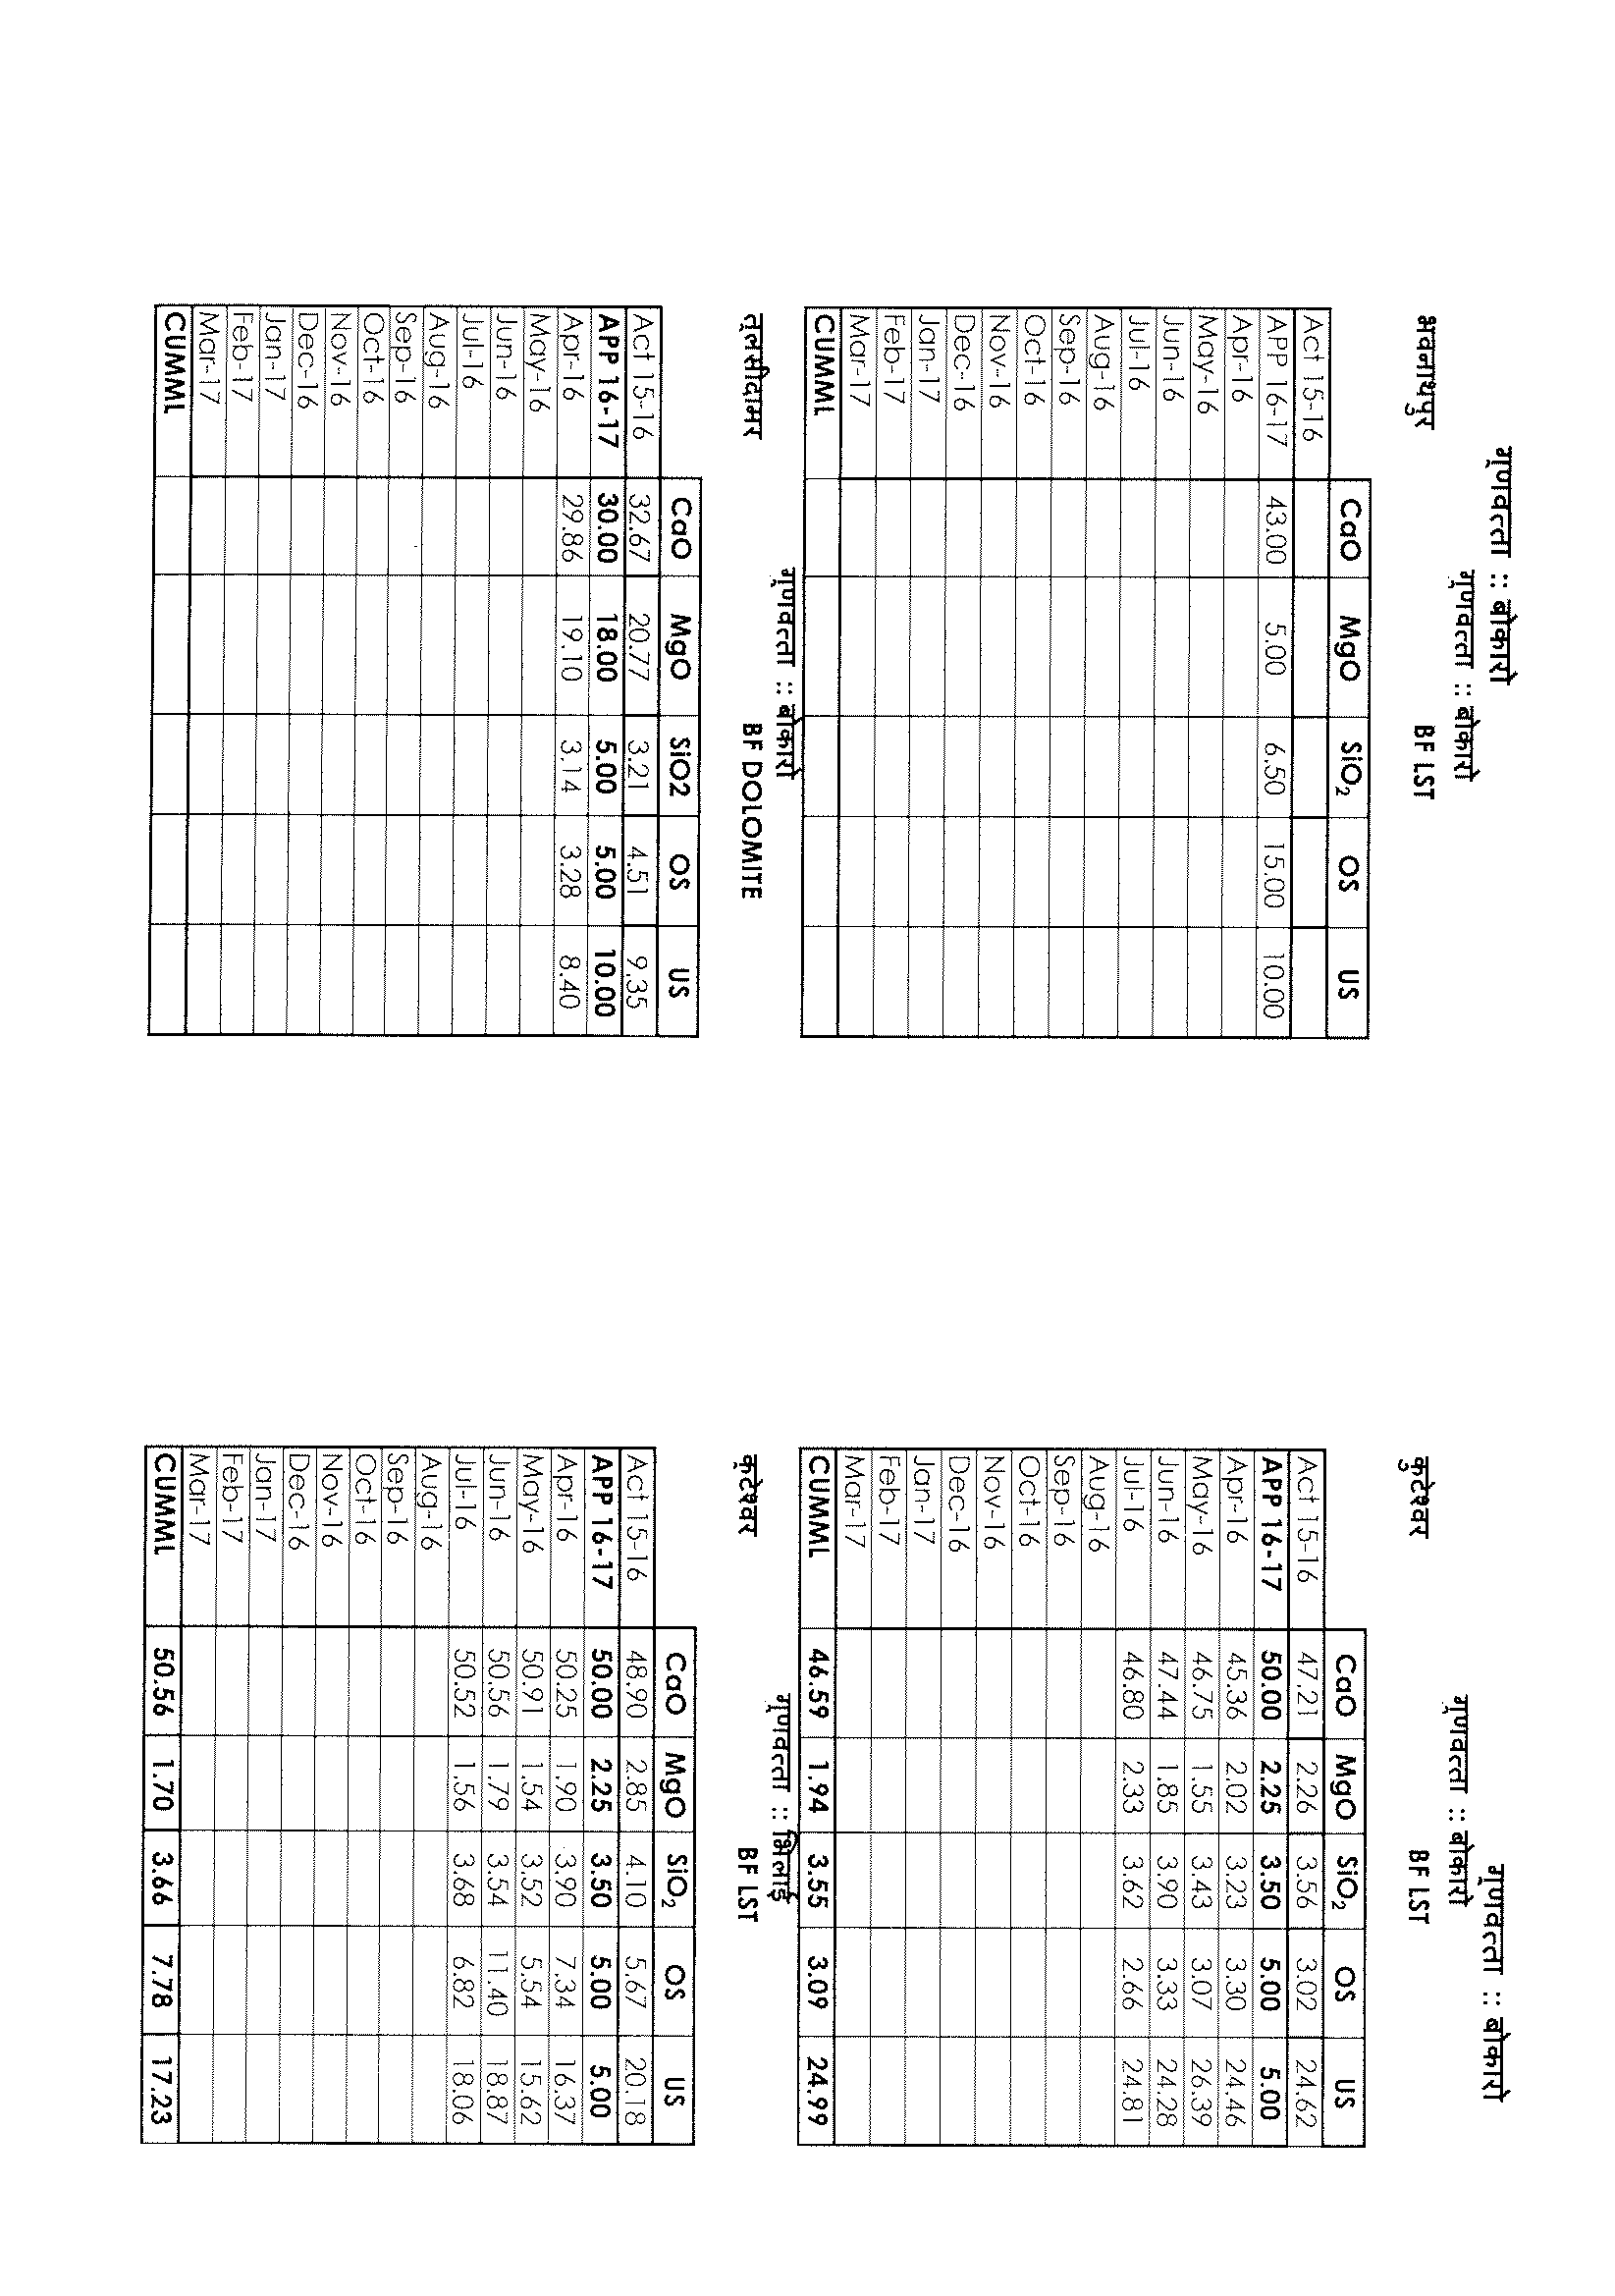 गुणवत्ता :: बोकारो
गुणवत्ता :: बोकारो
भवनाथपुर BF LST
CaO MgO SiO₂ OS US
Act 15-16
APP 16-17 43.00 5.00 6.50 15.00 10.00
Apr-16
May-16
Jun-16
Jul-16
Aug-16
Sep-16
Oct-16
Nov-16
Dec-16
Jan-17
Feb-17
Mar-17
CUMML
गुणवत्ता :: बोकारो
तुलसीदामर BF DOLOMITE
CaO MgO SiO2 OS US
Act 15-16 32.67 20.77 3.21 4.51 9.35
APP 16-17 30.00 18.00 5.00 5.00 10.00
Apr-16 29.86 19.10 3.14 3.28 8.40
May-16
Jun-16
Jul-16
Aug-16
Sep-16
Oct-16
Nov-16
Dec-16
Jan-17
Feb-17
Mar-17
CUMML
गुणवत्ता :: बोकारो
गुणवत्ता :: बोकारो
कुटेश्वर BF LST
CaO MgO SiO₂ OS US
Act 15-16 47.21 2.26 3.56 3.02 24.62
APP 16-17 50.00 2.25 3.50 5.00 5.00
Apr-16 45.36 2.02 3.23 3.30 24.46
May-16 46.75 1.55 3.43 3.07 26.39
Jun-16 47.44 1.85 3.90 3.33 24.28
Jul-16 46.80 2.33 3.62 2.66 24.81
Aug-16
Sep-16
Oct-16
Nov-16
Dec-16
Jan-17
Feb-17
Mar-17
CUMML 46.59 1.94 3.55 3.09 24.99
गुणवत्ता :: भिलाई
कुटेश्वर BF LST
CaO MgO SiO₂ OS US
Act 15-16 48.90 2.85 4.10 5.67 20.18
APP 16-17 50.00 2.25 3.50 5.00 5.00
Apr-16 50.25 1.90 3.90 7.34 16.37
May-16 50.91 1.54 3.52 5.54 15.62
Jun-16 50.56 1.79 3.54 11.40 18.87
Jul-16 50.52 1.56 3.68 6.82 18.06
Aug-16
Sep-16
Oct-16
Nov-16
Dec-16
Jan-17
Feb-17
Mar-17
CUMML 50.56 1.70 3.66 7.78 17.23